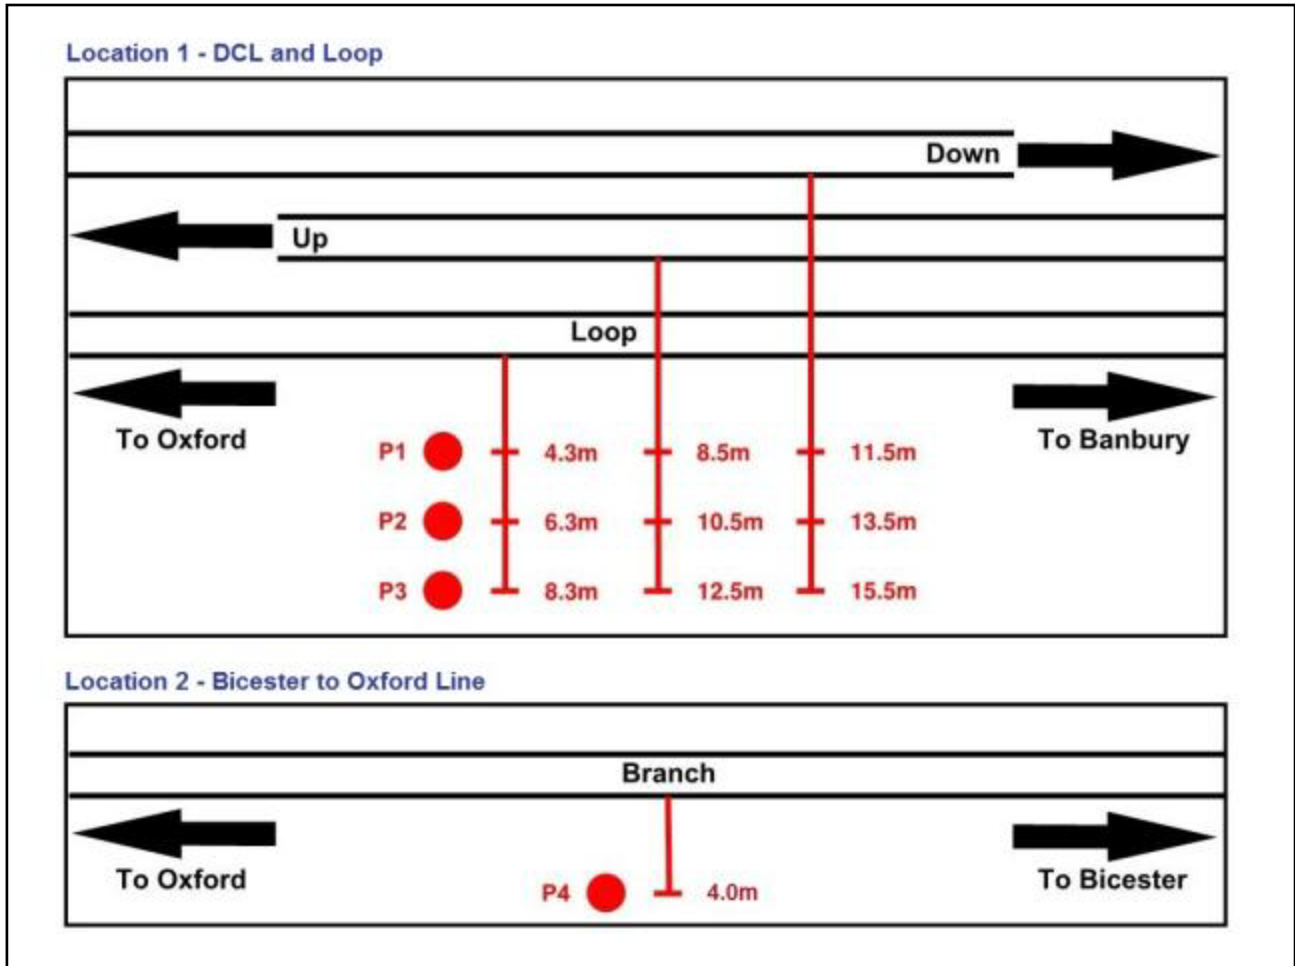 Location 1 - DCL and Loop
Down
Up
Loop
To Oxford
To Banbury
P1 4.3m 8.5m 11.5m
P2 6.3m 10.5m 13.5m
P3 8.3m 12.5m 15.5m
Location 2 - Bicester to Oxford Line
Branch
To Oxford
To Bicester
P4 4.0m